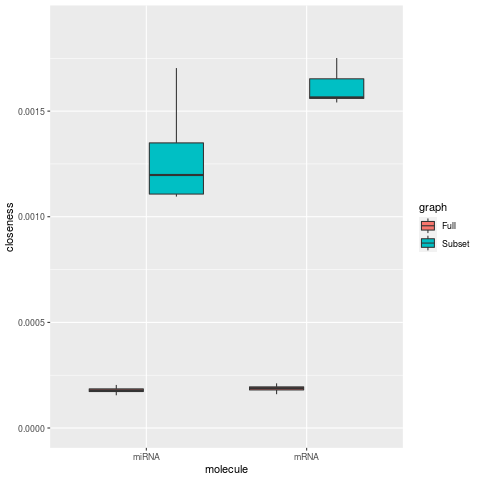 0.0015
0.0010
0.0005
0.0000
closeness
miRNA mRNA
molecule
graph
Full
Subset